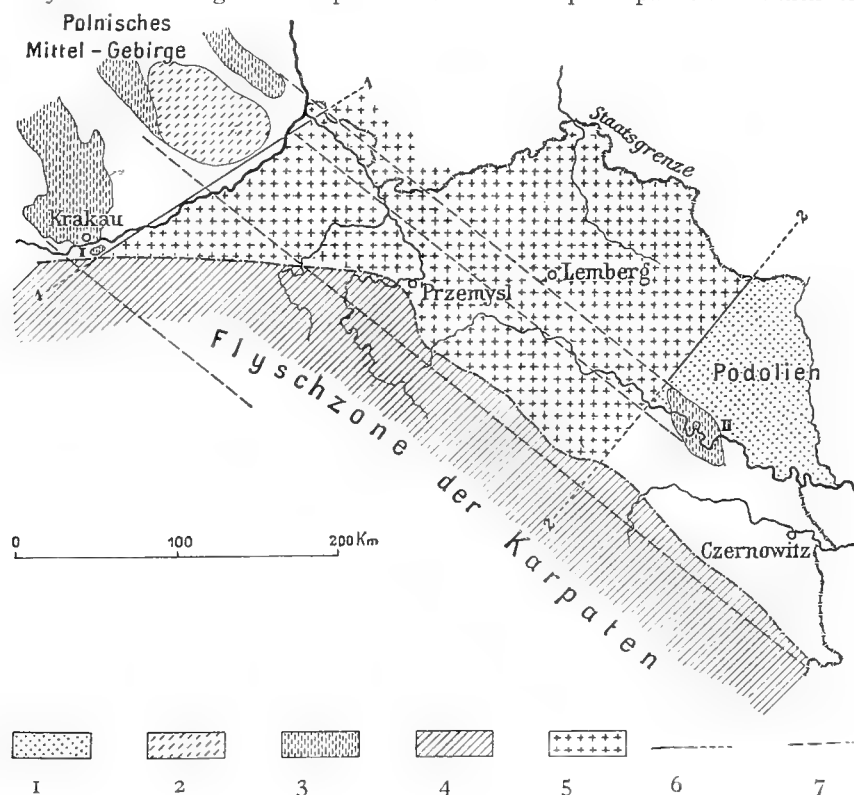 Polnisches
Mittel-Gebirge
1
Staatsgrenze
2
Krakau
I
Lemberg
1
Przemysl
Podolien
II
Flyschzone der Karpaten
2
0 100 200 Km
Czernowitz
1 2 3 4 5 6 7